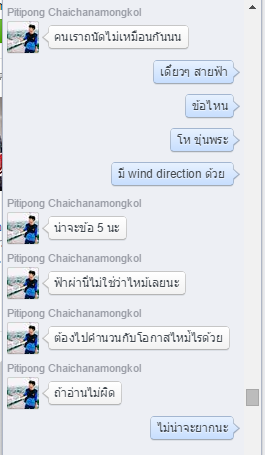 Pitipong Chaichanamongkol
คนเราถนัดไม่เหมือนกันนน
เดี๋ยวๆ สายฟ้า
ข้อไหน
โห ขุ่นพระ
มี wind direction ด้วย
Pitipong Chaichanamongkol
น่าจะข้อ 5 นะ
Pitipong Chaichanamongkol
ฟ้าผ่านี่ไม่ใช่ว่าไหม้เลยนะ
Pitipong Chaichanamongkol
ต้องไปคำนวนกับโอกาสไหม้ไรด้วย
Pitipong Chaichanamongkol
ถ้าอ่านไม่ผิด
ไม่น่าจะยากนะ